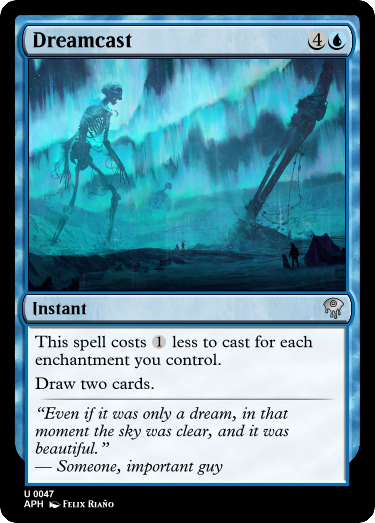 Dreamcast 4
Instant
This spell costs 1 less to cast for each
enchantment you control.
Draw two cards.
“Even if it was only a dream, in that
moment the sky was clear, and it was
beautiful.”
— Someone, important guy
U 0047
APH Felix Riaño